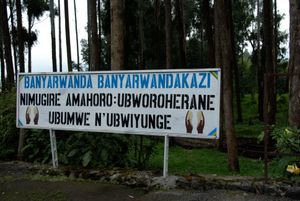 BANYARWANDA BANYARWANDAKAZI
NIMUGIRE AMAHORO:UBWOROHERANE
UBUMWE N'UBWIYUNGE